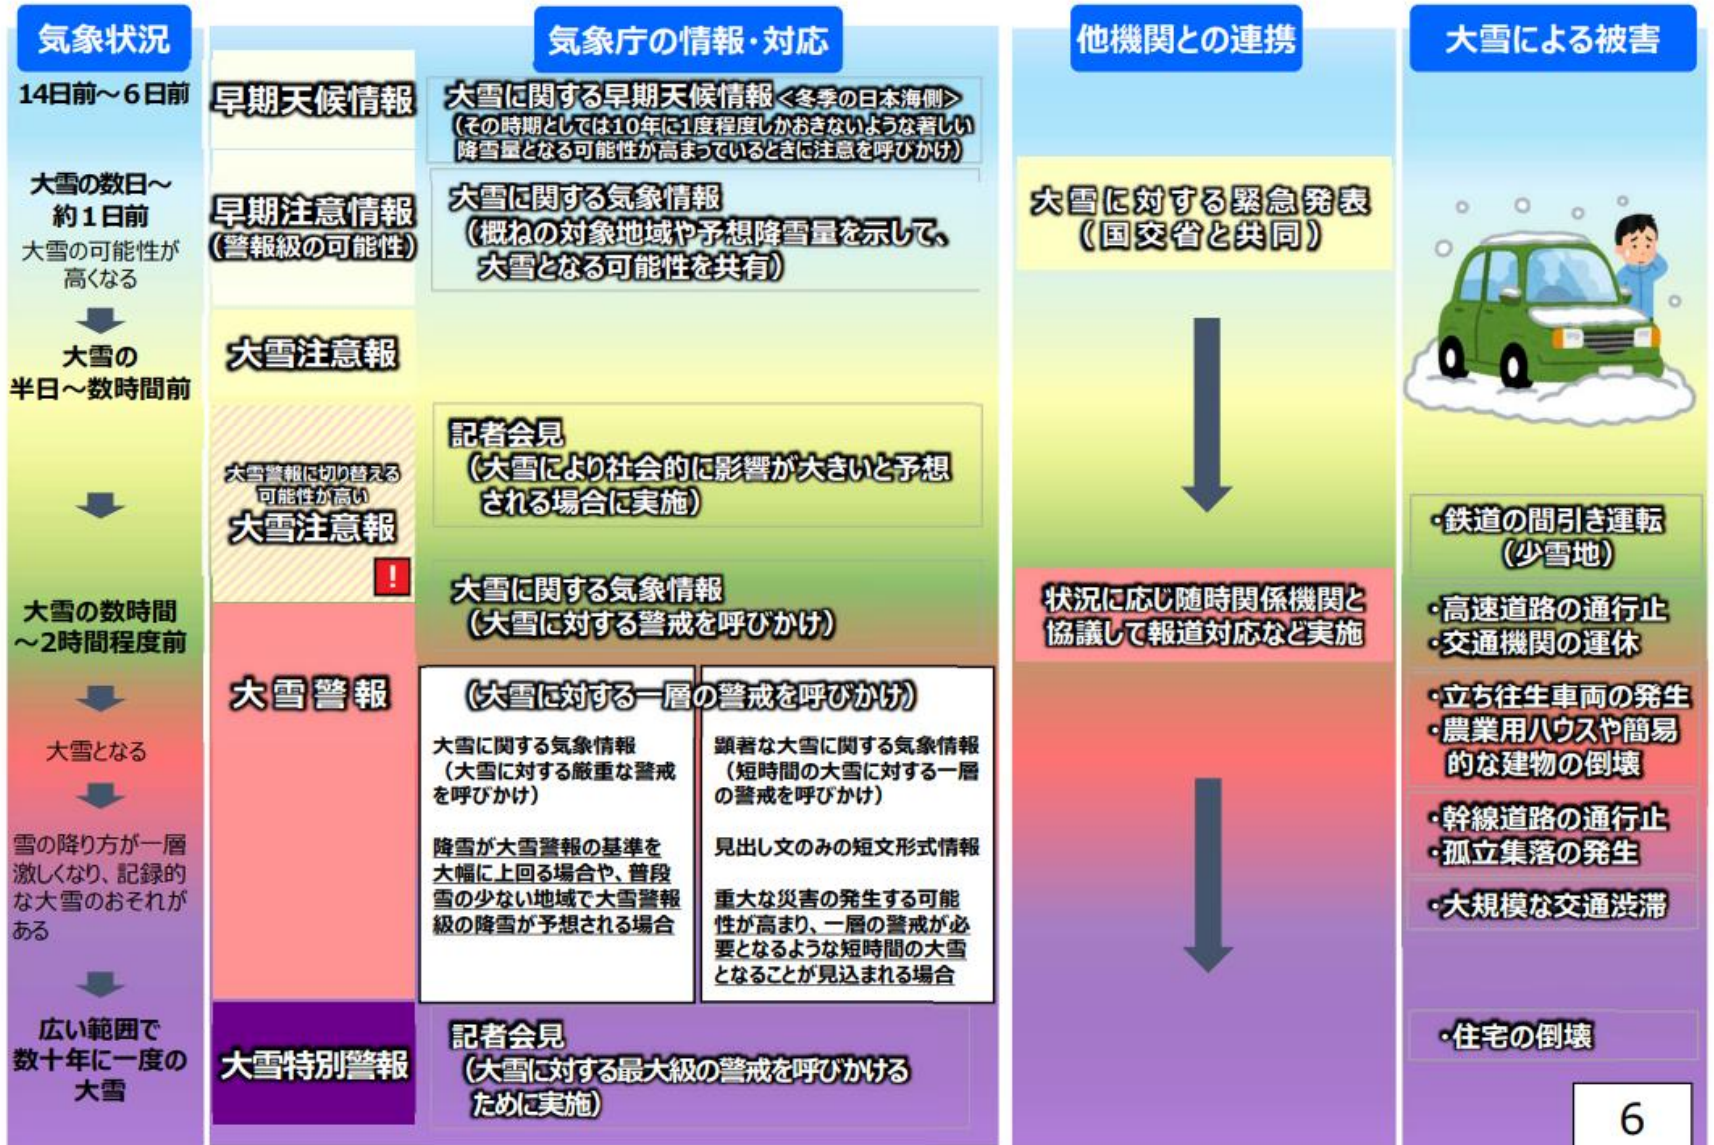 気象状況
14日前～6日前
大雪の数日～
約1日前
大雪の可能性が
高くなる
大雪の
半日～数時間前
大雪の数時間
～2時間程度前
大雪となる
雪の降り方が一層
激しくなり、記録的
な大雪のおそれが
ある
広い範囲で
数十年に一度の
大雪
気象庁の情報・対応
早期天候情報
大雪に関する早期天候情報<冬季の日本海側>
（その時期としては10年に1度程度しかおきないような著しい
降雪量となる可能性が高まっているときに注意を呼びかけ）
早期注意情報
（警報級の可能性）
大雪に関する気象情報
（概ねの対象地域や予想降雪量を示して、
大雪となる可能性を共有）
大雪注意報
大雪警報に切り替える
可能性が高い
大雪注意報
!
記者会見
（大雪により社会的に影響が大きいと予想
される場合に実施）
大雪に関する気象情報
（大雪に対する警戒を呼びかけ）
大雪警報
（大雪に対する一層の警戒を呼びかけ）
大雪に関する気象情報
（大雪に対する厳重な警戒
を呼びかけ）
降雪が大雪警報の基準を
大幅に上回る場合や、普段
雪の少ない地域で大雪警報
級の降雪が予想される場合
顕著な大雪に関する気象情報
（短時間の大雪に対する一層
の警戒を呼びかけ）
見出し文のみの短文形式情報
重大な災害の発生する可能
性が高まり、一層の警戒が必
要となるような短時間の大雪
となることが見込まれる場合
大雪特別警報
記者会見
（大雪に対する最大級の警戒を呼びかける
ために実施）
他機関との連携
大雪に対する緊急発表
（国交省と共同）
状況に応じ随時関係機関と
協議して報道対応など実施
大雪による被害
・鉄道の間引き運転
（少雪地）
・高速道路の通行止
・交通機関の運休
・立ち往生車両の発生
・農業用ハウスや簡易
的な建物の倒壊
・幹線道路の通行止
・孤立集落の発生
・大規模な交通渋滞
・住宅の倒壊
6